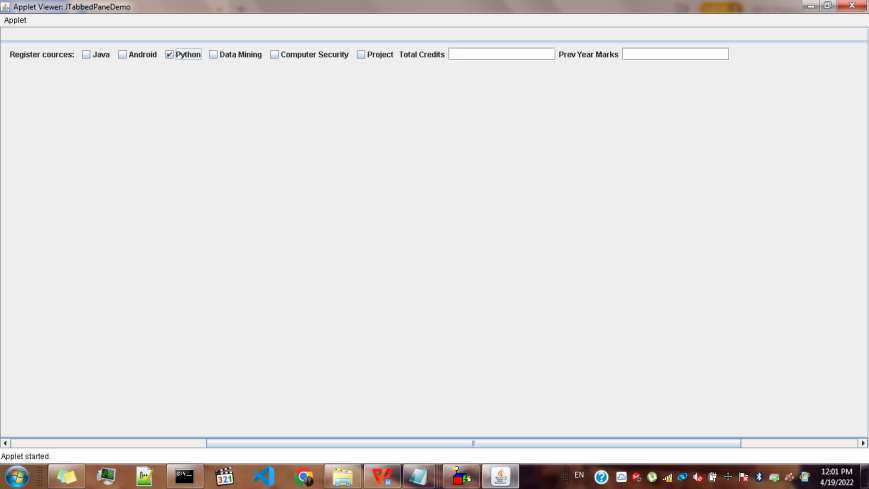 Applet Viewer: JTabbedPaneDemo
Applet
Register cources: Java Android Python Data Mining Computer Security Project Total Credits Prev Year Marks
Applet started.
321
EN
12:01 PM
4/19/2022